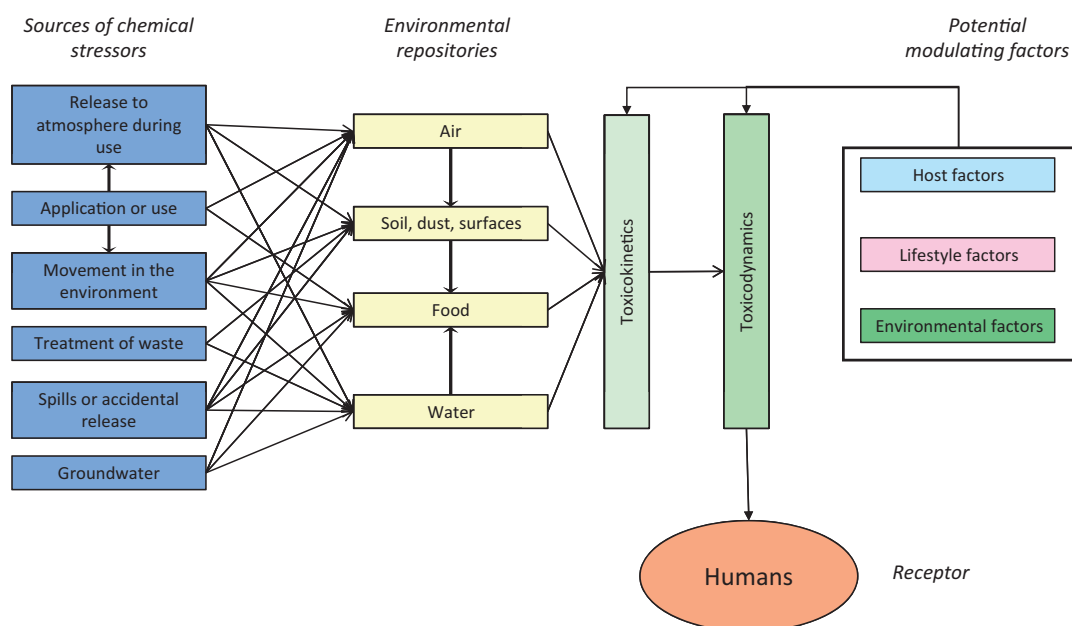 Sources of chemical
stressors
Environmental
repositories
Potential
modulating factors
Release to
atmosphere during
use
Application or use
Movement in the
environment
Treatment of waste
Spills or accidental
release
Groundwater
Air
Soil, dust, surfaces
Food
Water
Toxicokinetics
Toxicodynamics
Host factors
Lifestyle factors
Environmental factors
Humans
Receptor